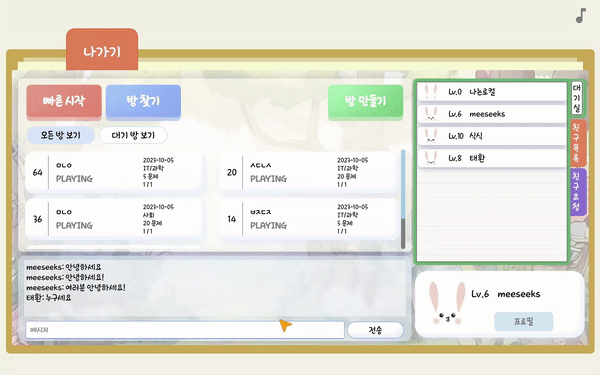 나가기
빠른 시작
방 찾기
방 만들기
모든 방 보기
대기 방 보기
64 ㅁㄴㅇ 2023-10-05
PLAYING IT/과학
5 문제
1 / 1
20 ㅅㄷㄴㅅ 2023-10-05
PLAYING IT/과학
20 문제
1 / 1
36 ㅁㄴㅇ 2023-10-05
PLAYING 사회
20 문제
1 / 1
14 ㅂㅈㄷㅈ 2023-10-05
PLAYING IT/과학
5 문제
1 / 1
meeseeks: 안녕하세요
meeseeks: 안녕하세요!
meeseeks: 여러분 안녕하세요!
태환: 누구세요
메시지
전송
Lv.0 나는로컬
Lv.6 meeseeks
Lv.10 식식
Lv.8 태환
대기실
친구목록
친구요청
Lv.6 meeseeks
프로필